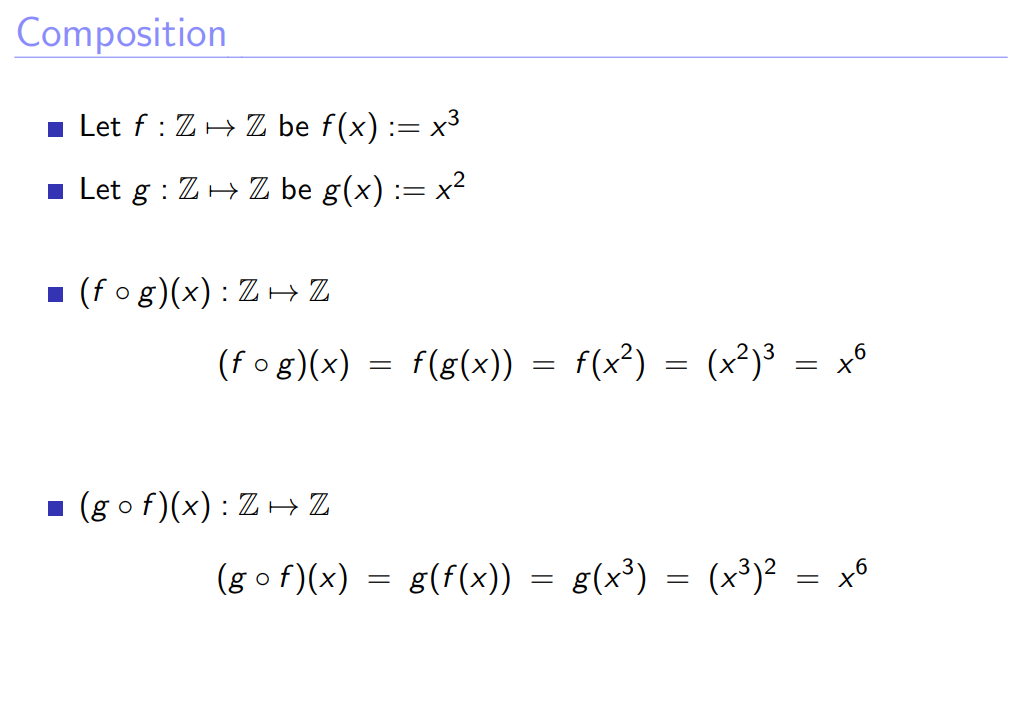 Composition
Let f : ℤ ↦ ℤ be f(x) := x³
Let g : ℤ ↦ ℤ be g(x) := x²
(f ∘ g)(x) : ℤ ↦ ℤ
(f ∘ g)(x) = f(g(x)) = f(x²) = (x²)³ = x⁶
(g ∘ f)(x) : ℤ ↦ ℤ
(g ∘ f)(x) = g(f(x)) = g(x³) = (x³)² = x⁶